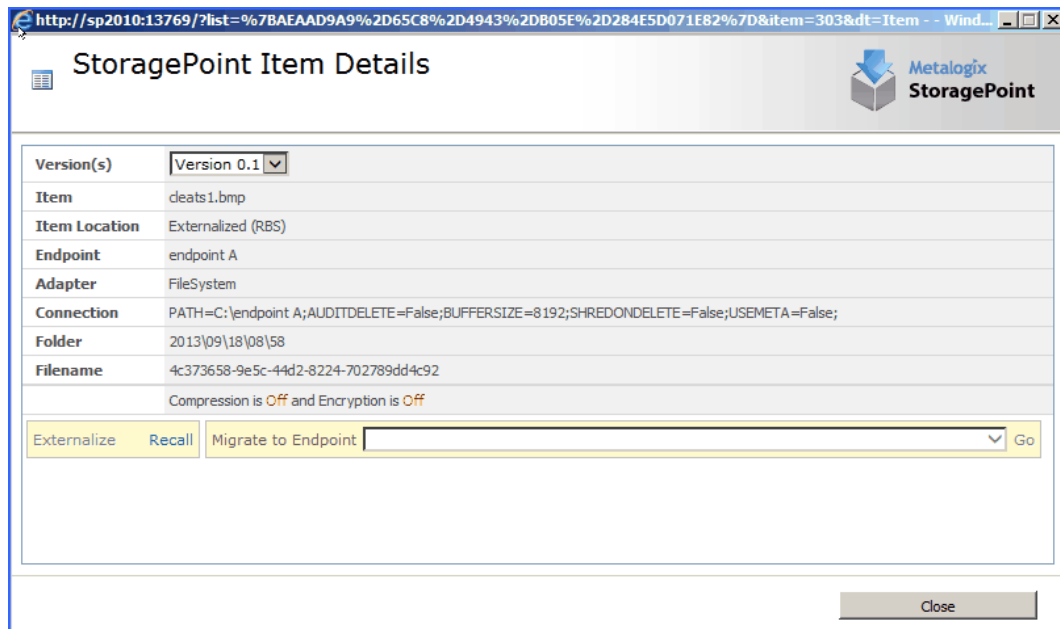 http://sp2010:13769/?list=%7BAEAAD9A9%2D65C8%2D4943%2DB05E%2D284E5D071E82%7D&item=303&dt=Item - - Wind...
StoragePoint Item Details
Metalogix
StoragePoint
Version(s) Version 0.1
Item cleats1.bmp
Item Location Externalized (RBS)
Endpoint endpoint A
Adapter FileSystem
Connection PATH=C:\endpoint A;AUDITDELETE=False;BUFFERSIZE=8192;SHREDONDELETE=False;USEMETA=False;
Folder 2013\09\18\08\58
Filename 4c373658-9e5c-44d2-8224-702789dd4c92
Compression is Off and Encryption is Off
Externalize Recall Migrate to Endpoint Go
Close